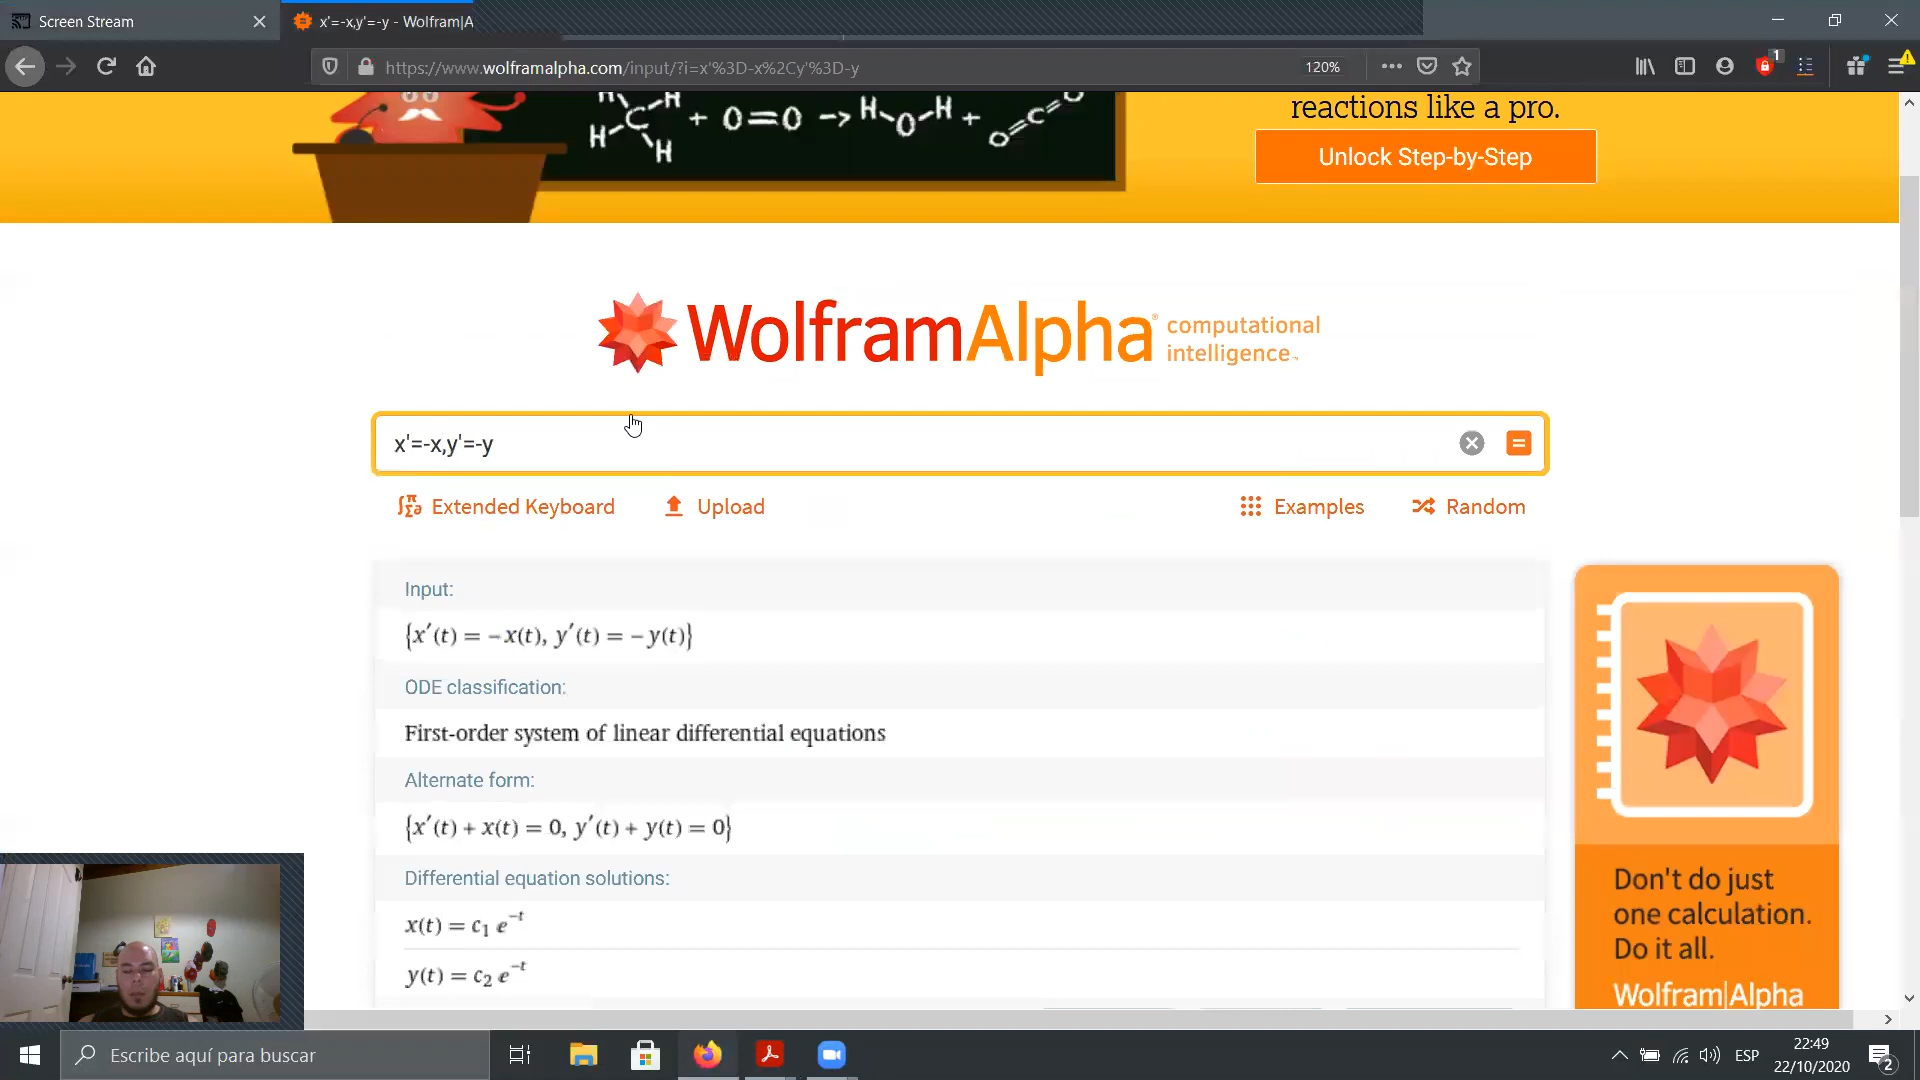 Screen Stream
x'=-x,y'=-y - Wolfram|A
https://www.wolframalpha.com/input/?i=x'%3D-x%2Cy'%3D-y
120%
1
H H
C + O=O -> H O H + O C O
H H
reactions like a pro.
Unlock Step-by-Step
WolframAlpha computational
intelligence™
x'=-x,y'=-y
Extended Keyboard
Upload
Examples
Random
Input:
{x′(t) = −x(t), y′(t) = −y(t)}
ODE classification:
First-order system of linear differential equations
Alternate form:
{x′(t) + x(t) = 0, y′(t) + y(t) = 0}
Differential equation solutions:
x(t) = c₁ e⁻ᵗ
y(t) = c₂ e⁻ᵗ
Don't do just
one calculation.
Do it all.
Wolfram|Alpha
Escribe aquí para buscar
ESP
22:49
22/10/2020
2